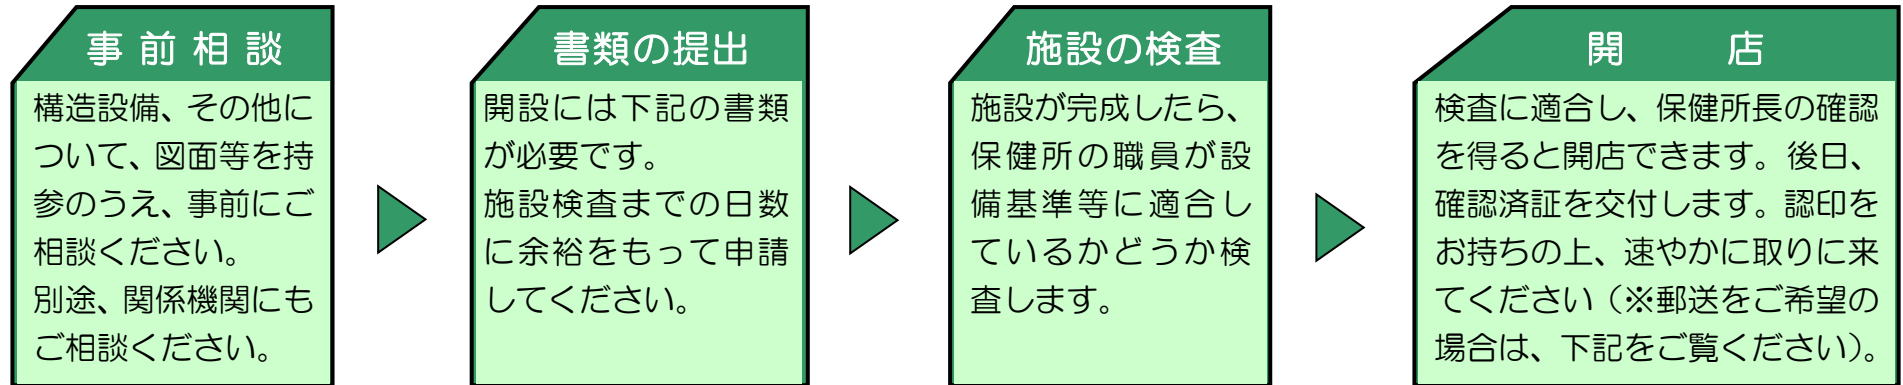 事前相談
構造設備、その他に
ついて、図面等を持
参のうえ、事前にご
相談ください。
別途、関係機関にも
ご相談ください。
書類の提出
開設には下記の書類
が必要です。
施設検査までの日数
に余裕をもって申請
してください。
施設の検査
施設が完成したら、
保健所の職員が設
備基準等に適合し
ているかどうか検
査します。
開店
検査に適合し、保健所長の確認
を得ると開店できます。後日、
確認済証を交付します。認印を
お持ちの上、速やかに取りに来
てください（※郵送をご希望の
場合は、下記をご覧ください）。